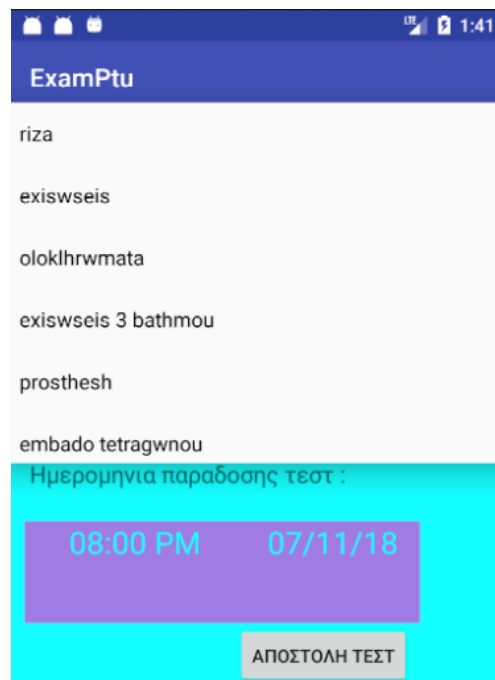 LTE 1:41
ExamPtu
riza
exiswseis
oloklhrwmata
exiswseis 3 bathmou
prosthesh
embado tetragwnou
Ημερομηνια παραδοσης τεστ :
08:00 PM 07/11/18
ΑΠΟΣΤΟΛΗ ΤΕΣΤ